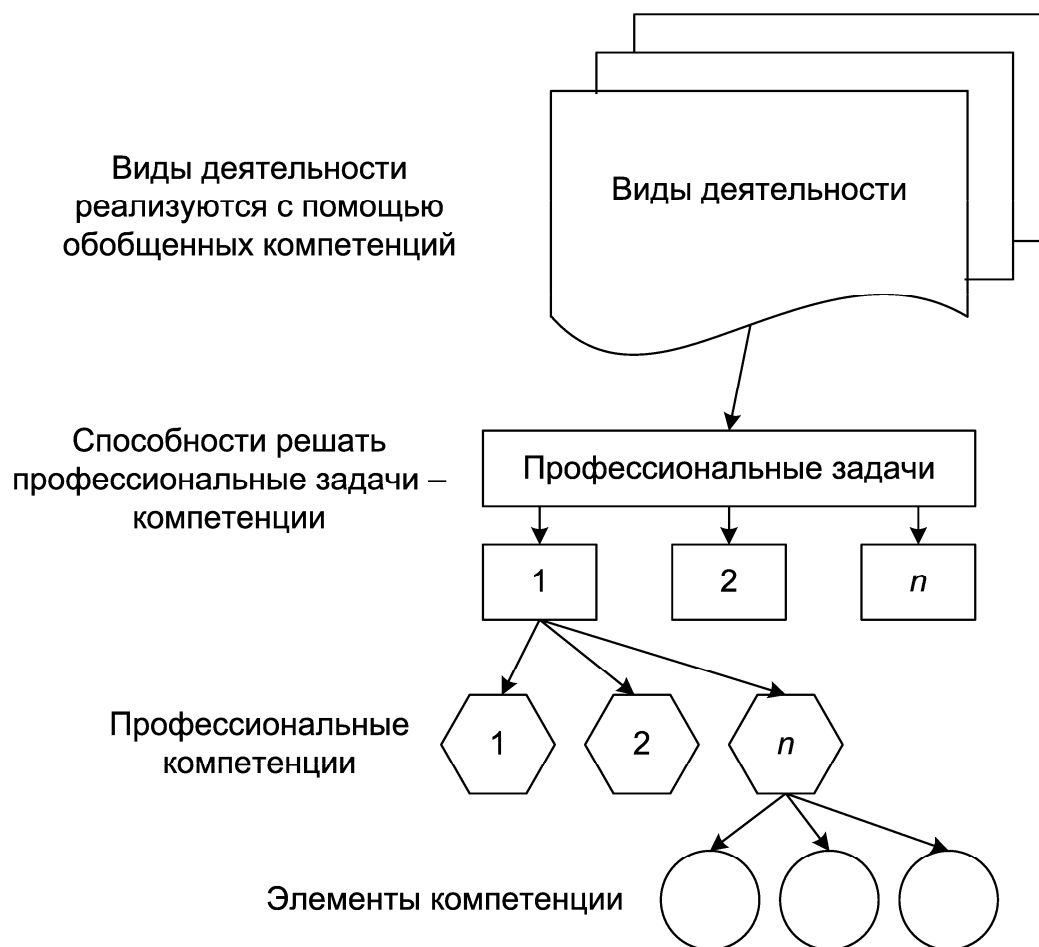 Виды деятельности
реализуются с помощью
обобщенных компетенций
Виды деятельности
Способности решать
профессиональные задачи –
компетенции
Профессиональные задачи
1
2
n
Профессиональные
компетенции
1
2
n
Элементы компетенции